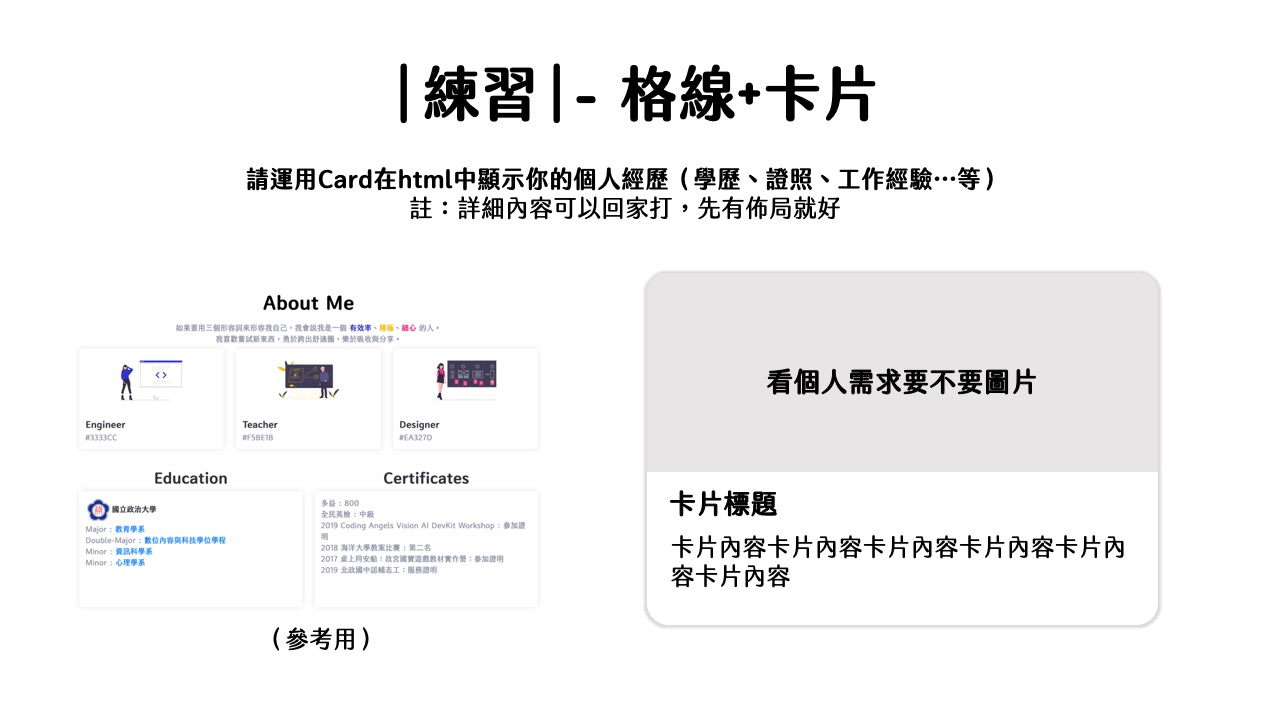 |練習|- 格線+卡片
請運用Card在html中顯示你的個人經歷（學歷、證照、工作經驗…等）
註：詳細內容可以回家打，先有佈局就好
About Me
如果要用三個形容詞來形容我自己，我會說我是一個 有效率、積極、細心 的人。
我喜歡嘗試新東西，勇於跨出舒適圈，樂於吸收與分享。
Engineer
#3333CC
Teacher
#F5BE1B
Designer
#EA327D
Education
國立政治大學
Major : 教育學系
Double-Major : 數位內容與科技學位學程
Minor : 資訊科學系
Minor : 心理學系
Certificates
多益 : 800
全民英檢 : 中級
2019 Coding Angels Vision AI DevKit Workshop : 參加證
明
2018 海洋大學教案比賽 : 第二名
2017 桌上同安船：故宮國寶遊戲教材實作營 : 參加證明
2019 北政國中認輔志工 : 服務證明
（參考用）
看個人需求要不要圖片
卡片標題
卡片內容卡片內容卡片內容卡片內容卡片內
容卡片內容